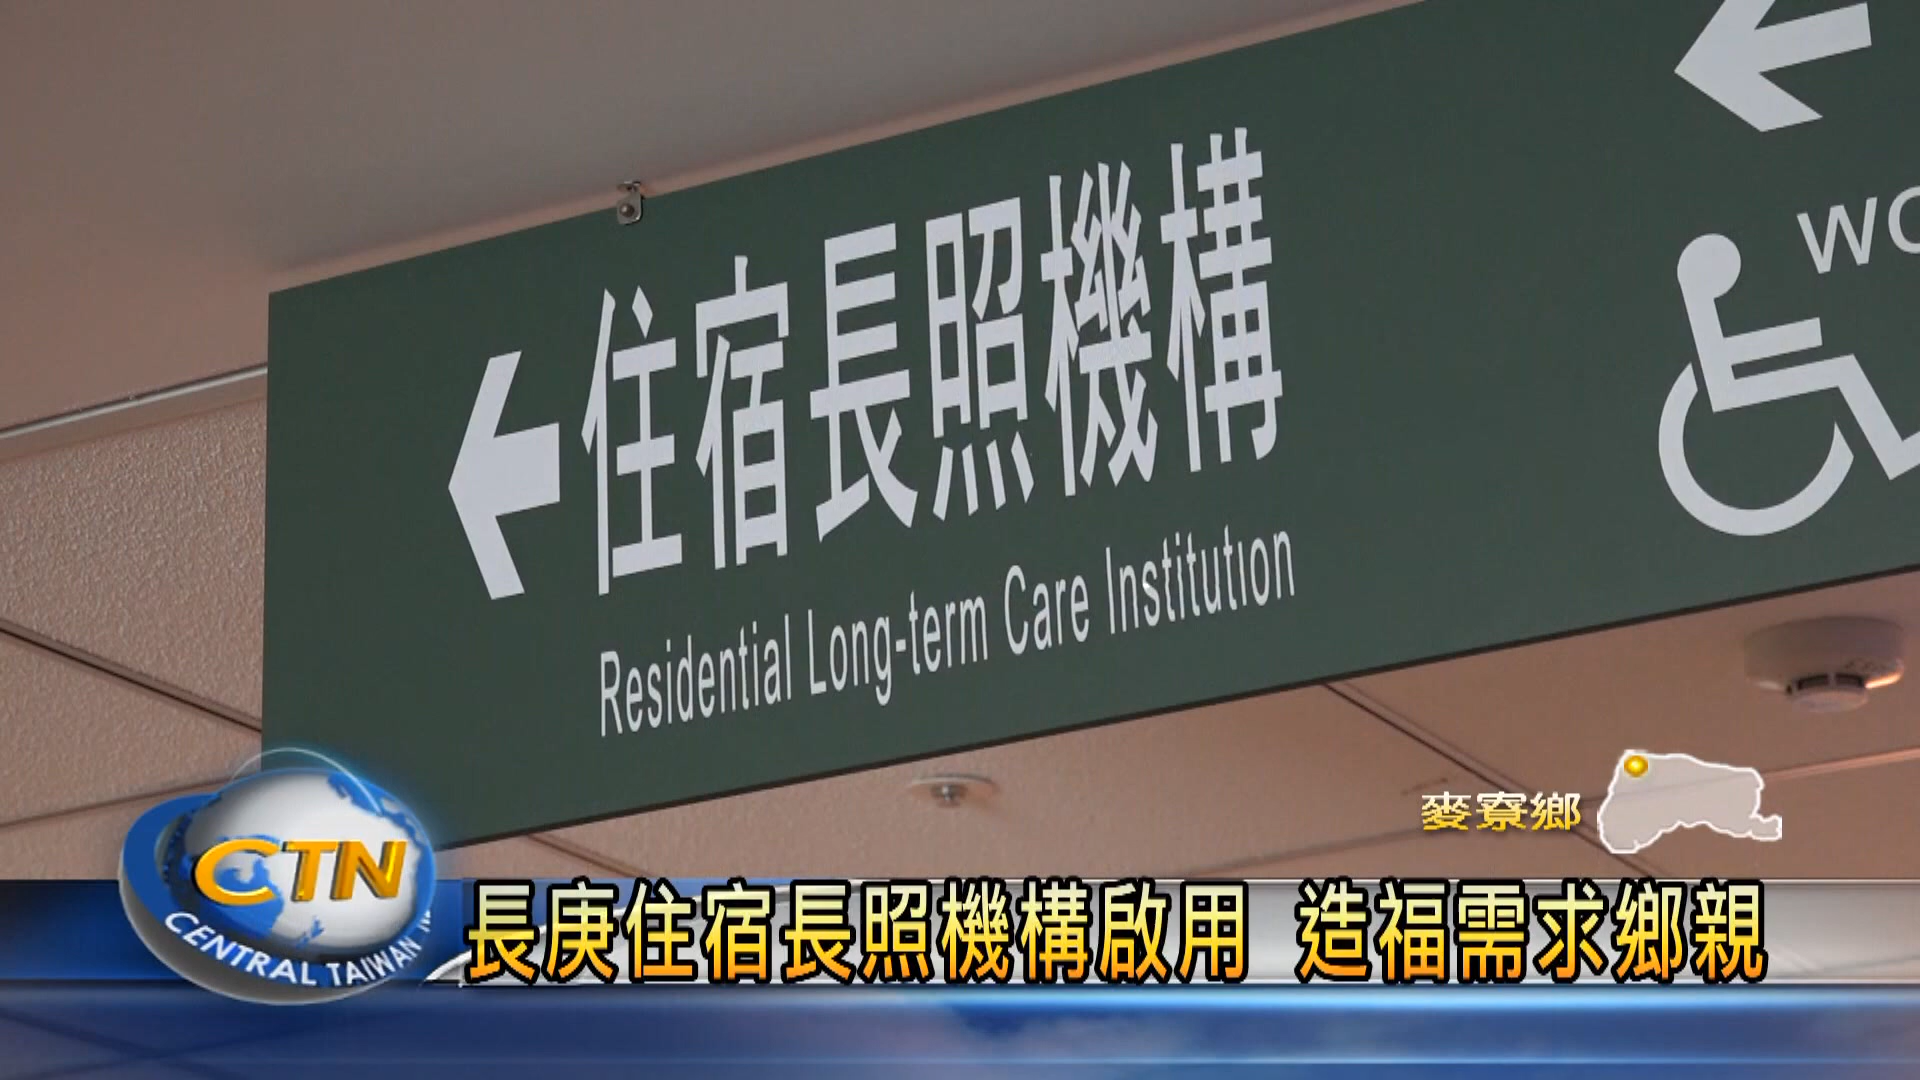 住宿長照機構
Residential Long-term Care Institution
麥寮鄉
CTN
CENTRAL TAIWAN
長庚住宿長照機構啟用 造福需求鄉親